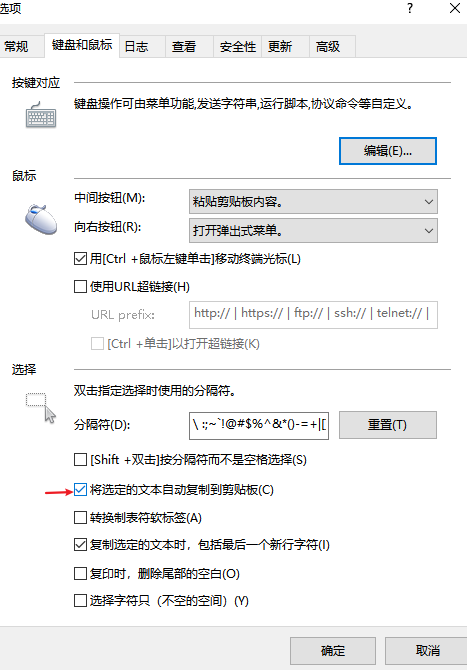 选项
常规 键盘和鼠标 日志 查看 安全性 更新 高级
按键对应
键盘操作可由菜单功能,发送字符串,运行脚本,协议命令等自定义。
编辑(E)...
鼠标
中间按钮(M): 粘贴剪贴板内容。
向右按钮(R): 打开弹出式菜单。
用[Ctrl +鼠标左键单击]移动终端光标(L)
使用URL超链接(H)
URL prefix: http:// | https:// | ftp:// | ssh:// | telnet:// |
[Ctrl +单击]以打开超链接(K)
选择
双击指定选择时使用的分隔符。
分隔符(D): \ :;~`!@#$%^&*()-=+|[ 重置(T)
[Shift +双击]按分隔符而不是空格选择(S)
将选定的文本自动复制到剪贴板(C)
转换制表符软标签(A)
复制选定的文本时，包括最后一个新行字符(I)
复印时，删除尾部的空白(O)
选择字符只（不空的空间）(Y)
确定 取消